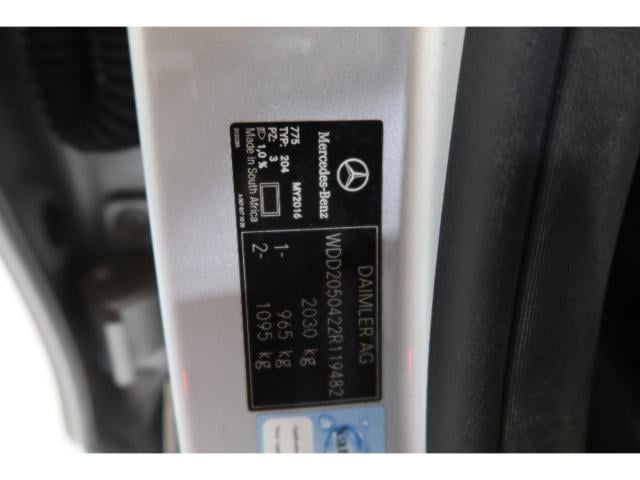 Mercedes-Benz
775 MY2016
TYP: 204
PZ: 3
1,0 %
Made in South Africa
DAIMLER AG
WDD2050422R119482
2030 kg
1- 965 kg
2- 1095 kg